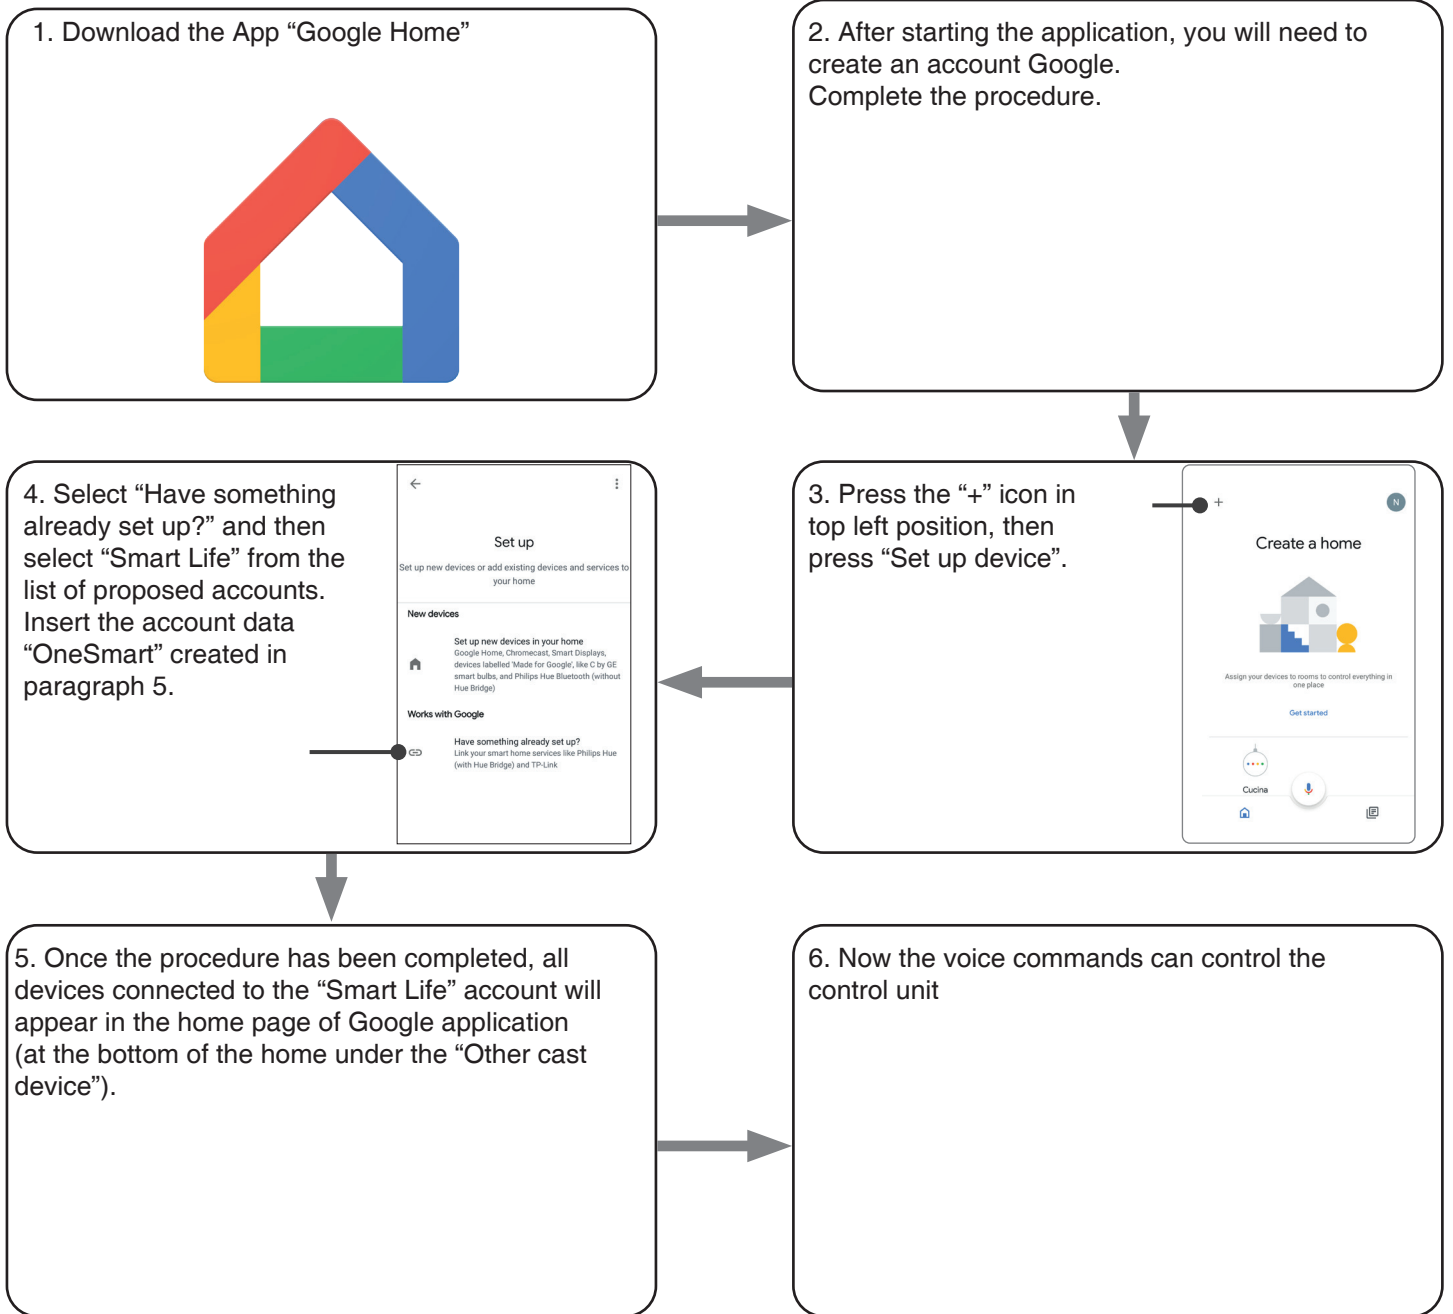 1. Download the App “Google Home”
2. After starting the application, you will need to
create an account Google.
Complete the procedure.
3. Press the “+” icon in
top left position, then
press “Set up device”.
+
N
Create a home
Assign your devices to rooms to control everything in
one place
Get started
Cucina
4. Select “Have something
already set up?” and then
select “Smart Life” from the
list of proposed accounts.
Insert the account data
“OneSmart” created in
paragraph 5.
Set up
Set up new devices or add existing devices and services to
your home
New devices
Set up new devices in your home
Google Home, Chromecast, Smart Displays,
devices labelled 'Made for Google', like C by GE
smart bulbs, and Philips Hue Bluetooth (without
Hue Bridge)
Works with Google
Have something already set up?
Link your smart home services like Philips Hue
(with Hue Bridge) and TP-Link
5. Once the procedure has been completed, all
devices connected to the “Smart Life” account will
appear in the home page of Google application
(at the bottom of the home under the “Other cast
device”).
6. Now the voice commands can control the
control unit